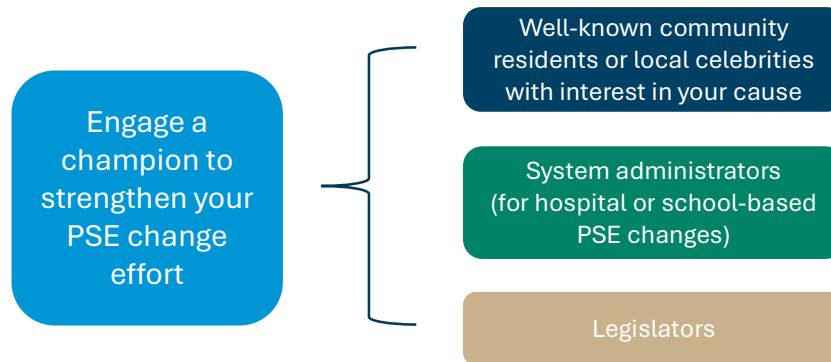 Engage a
champion to
strengthen your
PSE change
effort
Well-known community
residents or local celebrities
with interest in your cause
System administrators
(for hospital or school-based
PSE changes)
Legislators